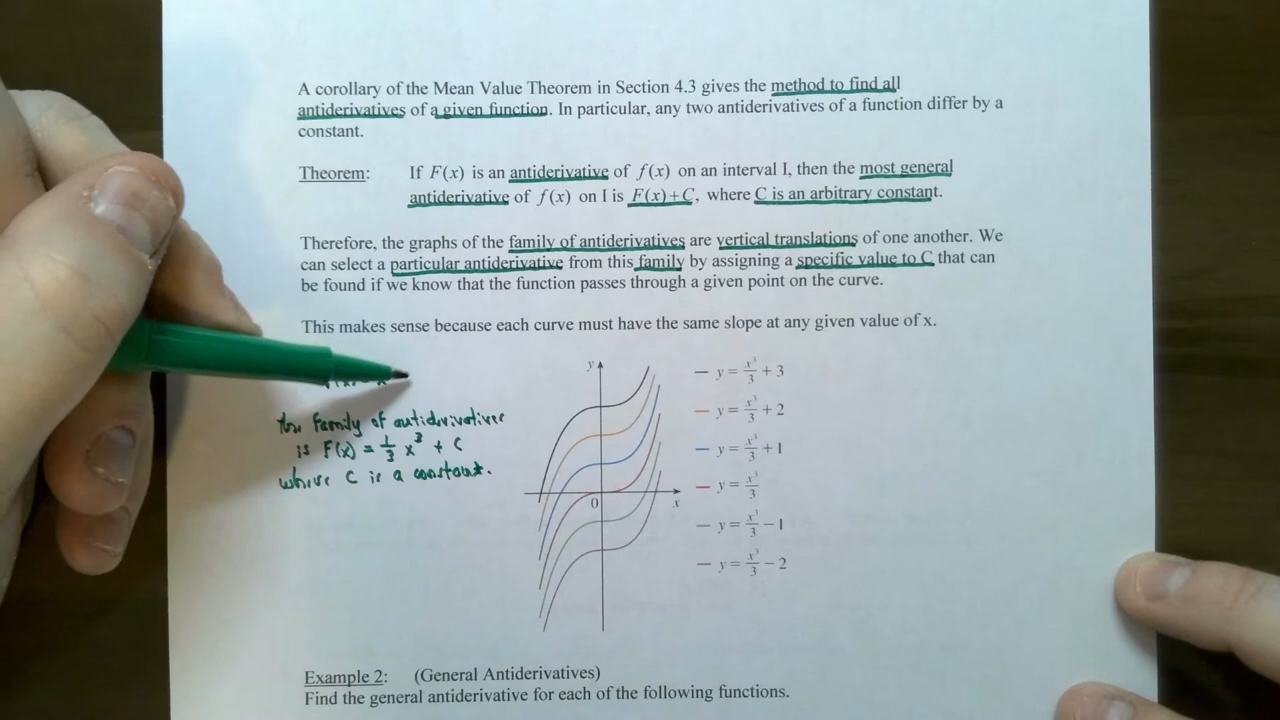 A corollary of the Mean Value Theorem in Section 4.3 gives the method to find all
antiderivatives of a given function. In particular, any two antiderivatives of a function differ by a
constant.
Theorem: If F(x) is an antiderivative of f(x) on an interval I, then the most general
antiderivative of f(x) on I is F(x)+C, where C is an arbitrary constant.
Therefore, the graphs of the family of antiderivatives are vertical translations of one another. We
can select a particular antiderivative from this family by assigning a specific value to C that can
be found if we know that the function passes through a given point on the curve.
This makes sense because each curve must have the same slope at any given value of x.
the family of antiderivatives
is F(x) = 1/3 x³ + C
where C is a constant.
y
0
x
y = x³/3 + 3
y = x³/3 + 2
y = x³/3 + 1
y = x³/3
y = x³/3 − 1
y = x³/3 − 2
Example 2: (General Antiderivatives)
Find the general antiderivative for each of the following functions.